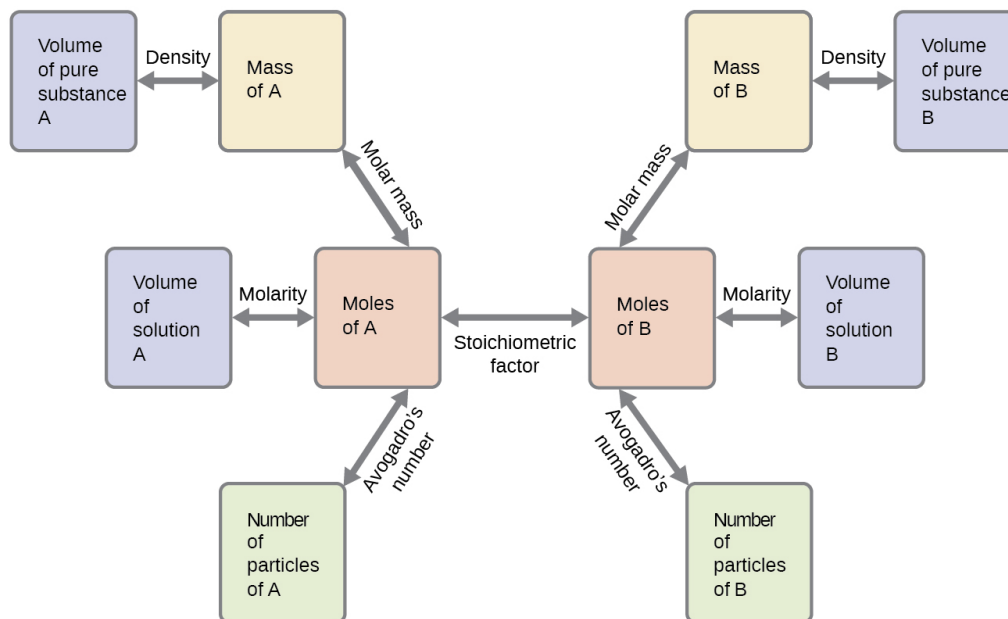 Volume
of pure
substance
A
Density
Mass
of A
Mass
of B
Density
Volume
of pure
substance
B
Molar mass
Molar mass
Volume
of
solution
A
Molarity
Moles
of A
Stoichiometric
factor
Moles
of B
Molarity
Volume
of
solution
B
Avogadro's
number
Avogadro's
number
Number
of
particles
of A
Number
of
particles
of B